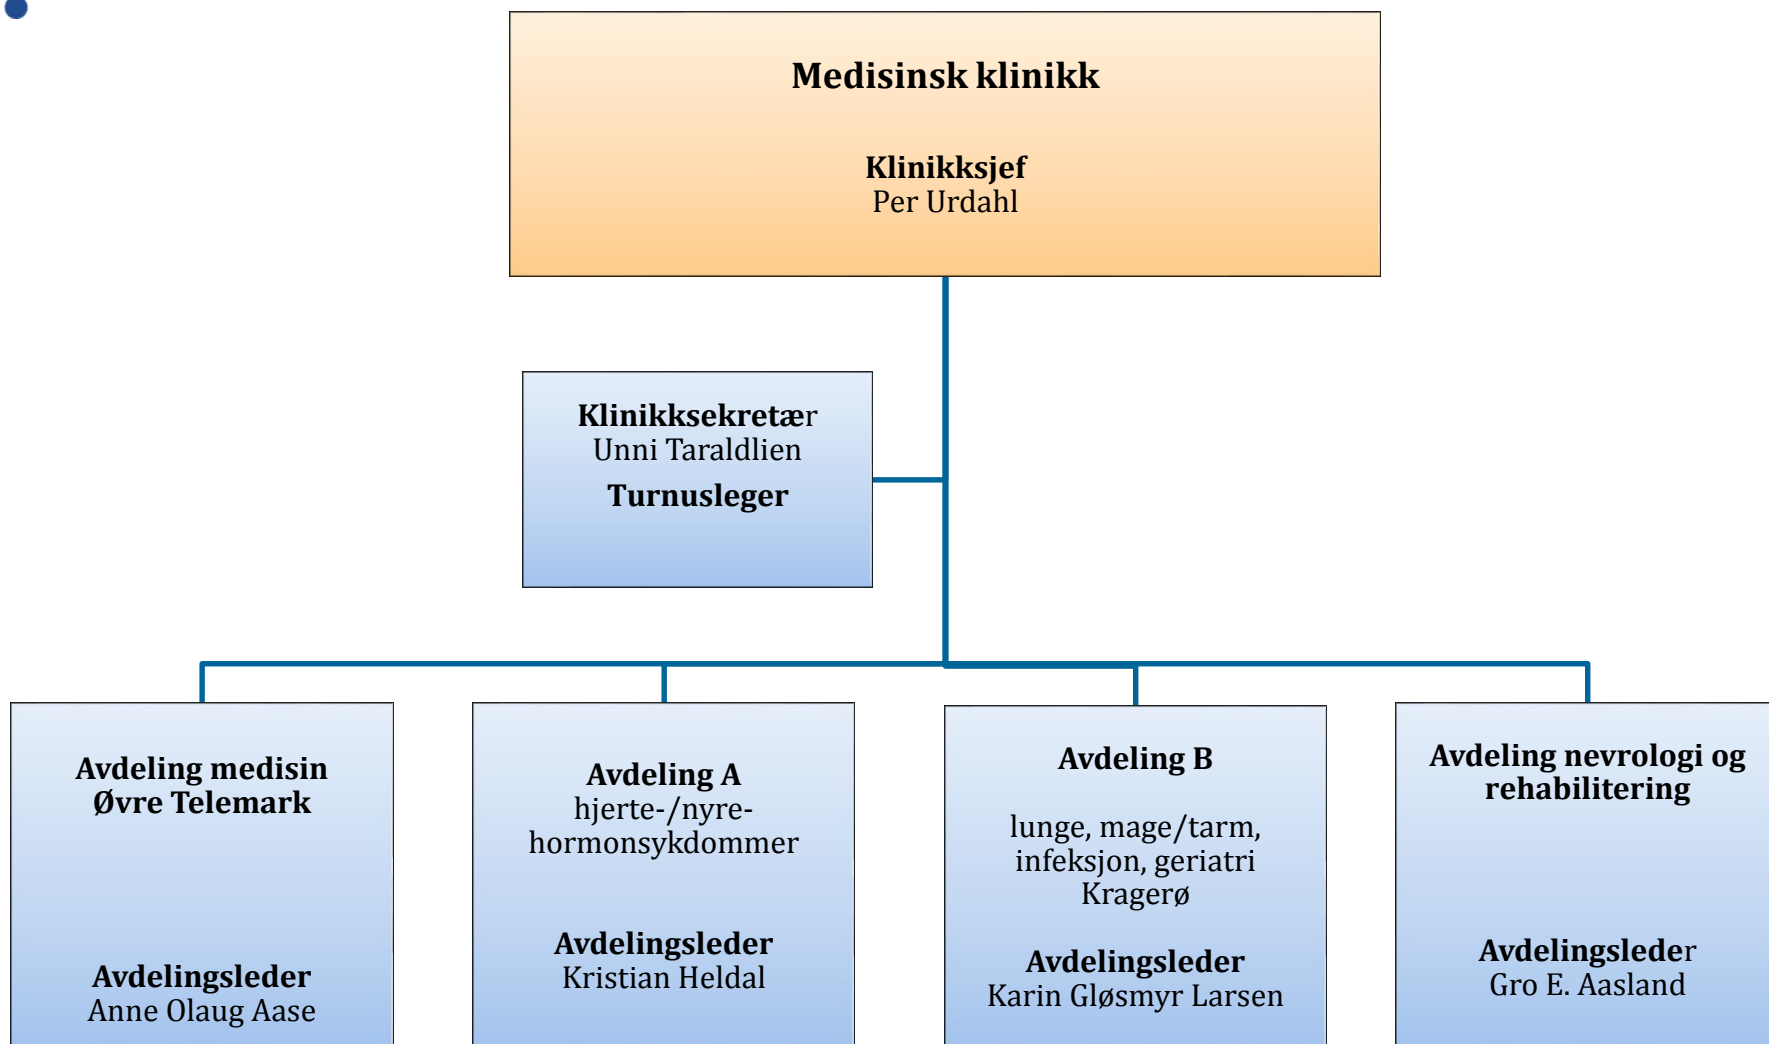 Medisinsk klinikk
Klinikksjef
Per Urdahl
Klinikksekretær
Unni Taraldlien
Turnusleger
Avdeling medisin
Øvre Telemark
Avdelingsleder
Anne Olaug Aase
Avdeling A
hjerte-/nyre-
hormonsykdommer
Avdelingsleder
Kristian Heldal
Avdeling B
lunge, mage/tarm,
infeksjon, geriatri
Kragerø
Avdelingsleder
Karin Gløsmyr Larsen
Avdeling nevrologi og
rehabilitering
Avdelingsleder
Gro E. Aasland